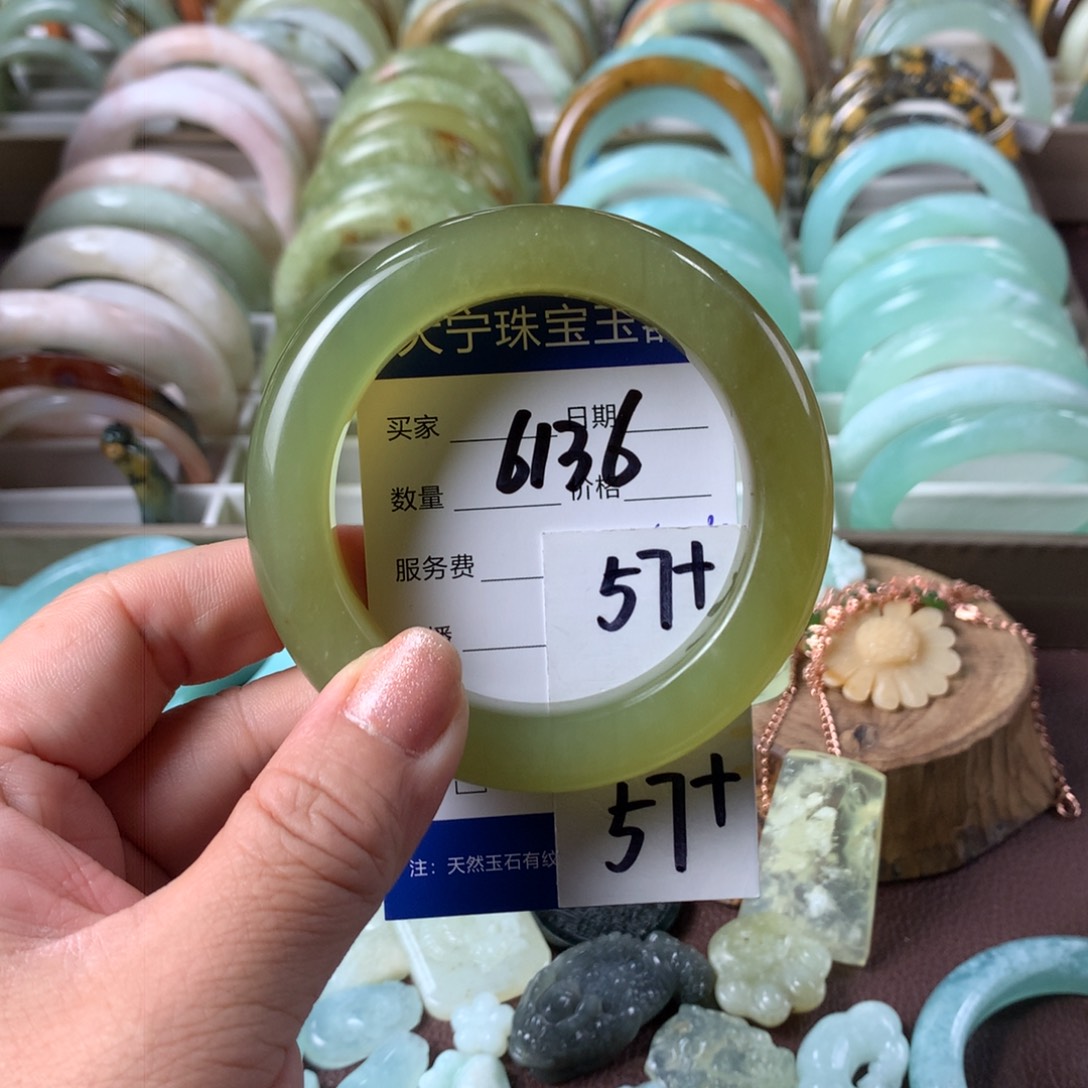 宁珠宝玉
买家 日期
6136
数量 价格
服务费
57+
57+
注：天然玉石有纹